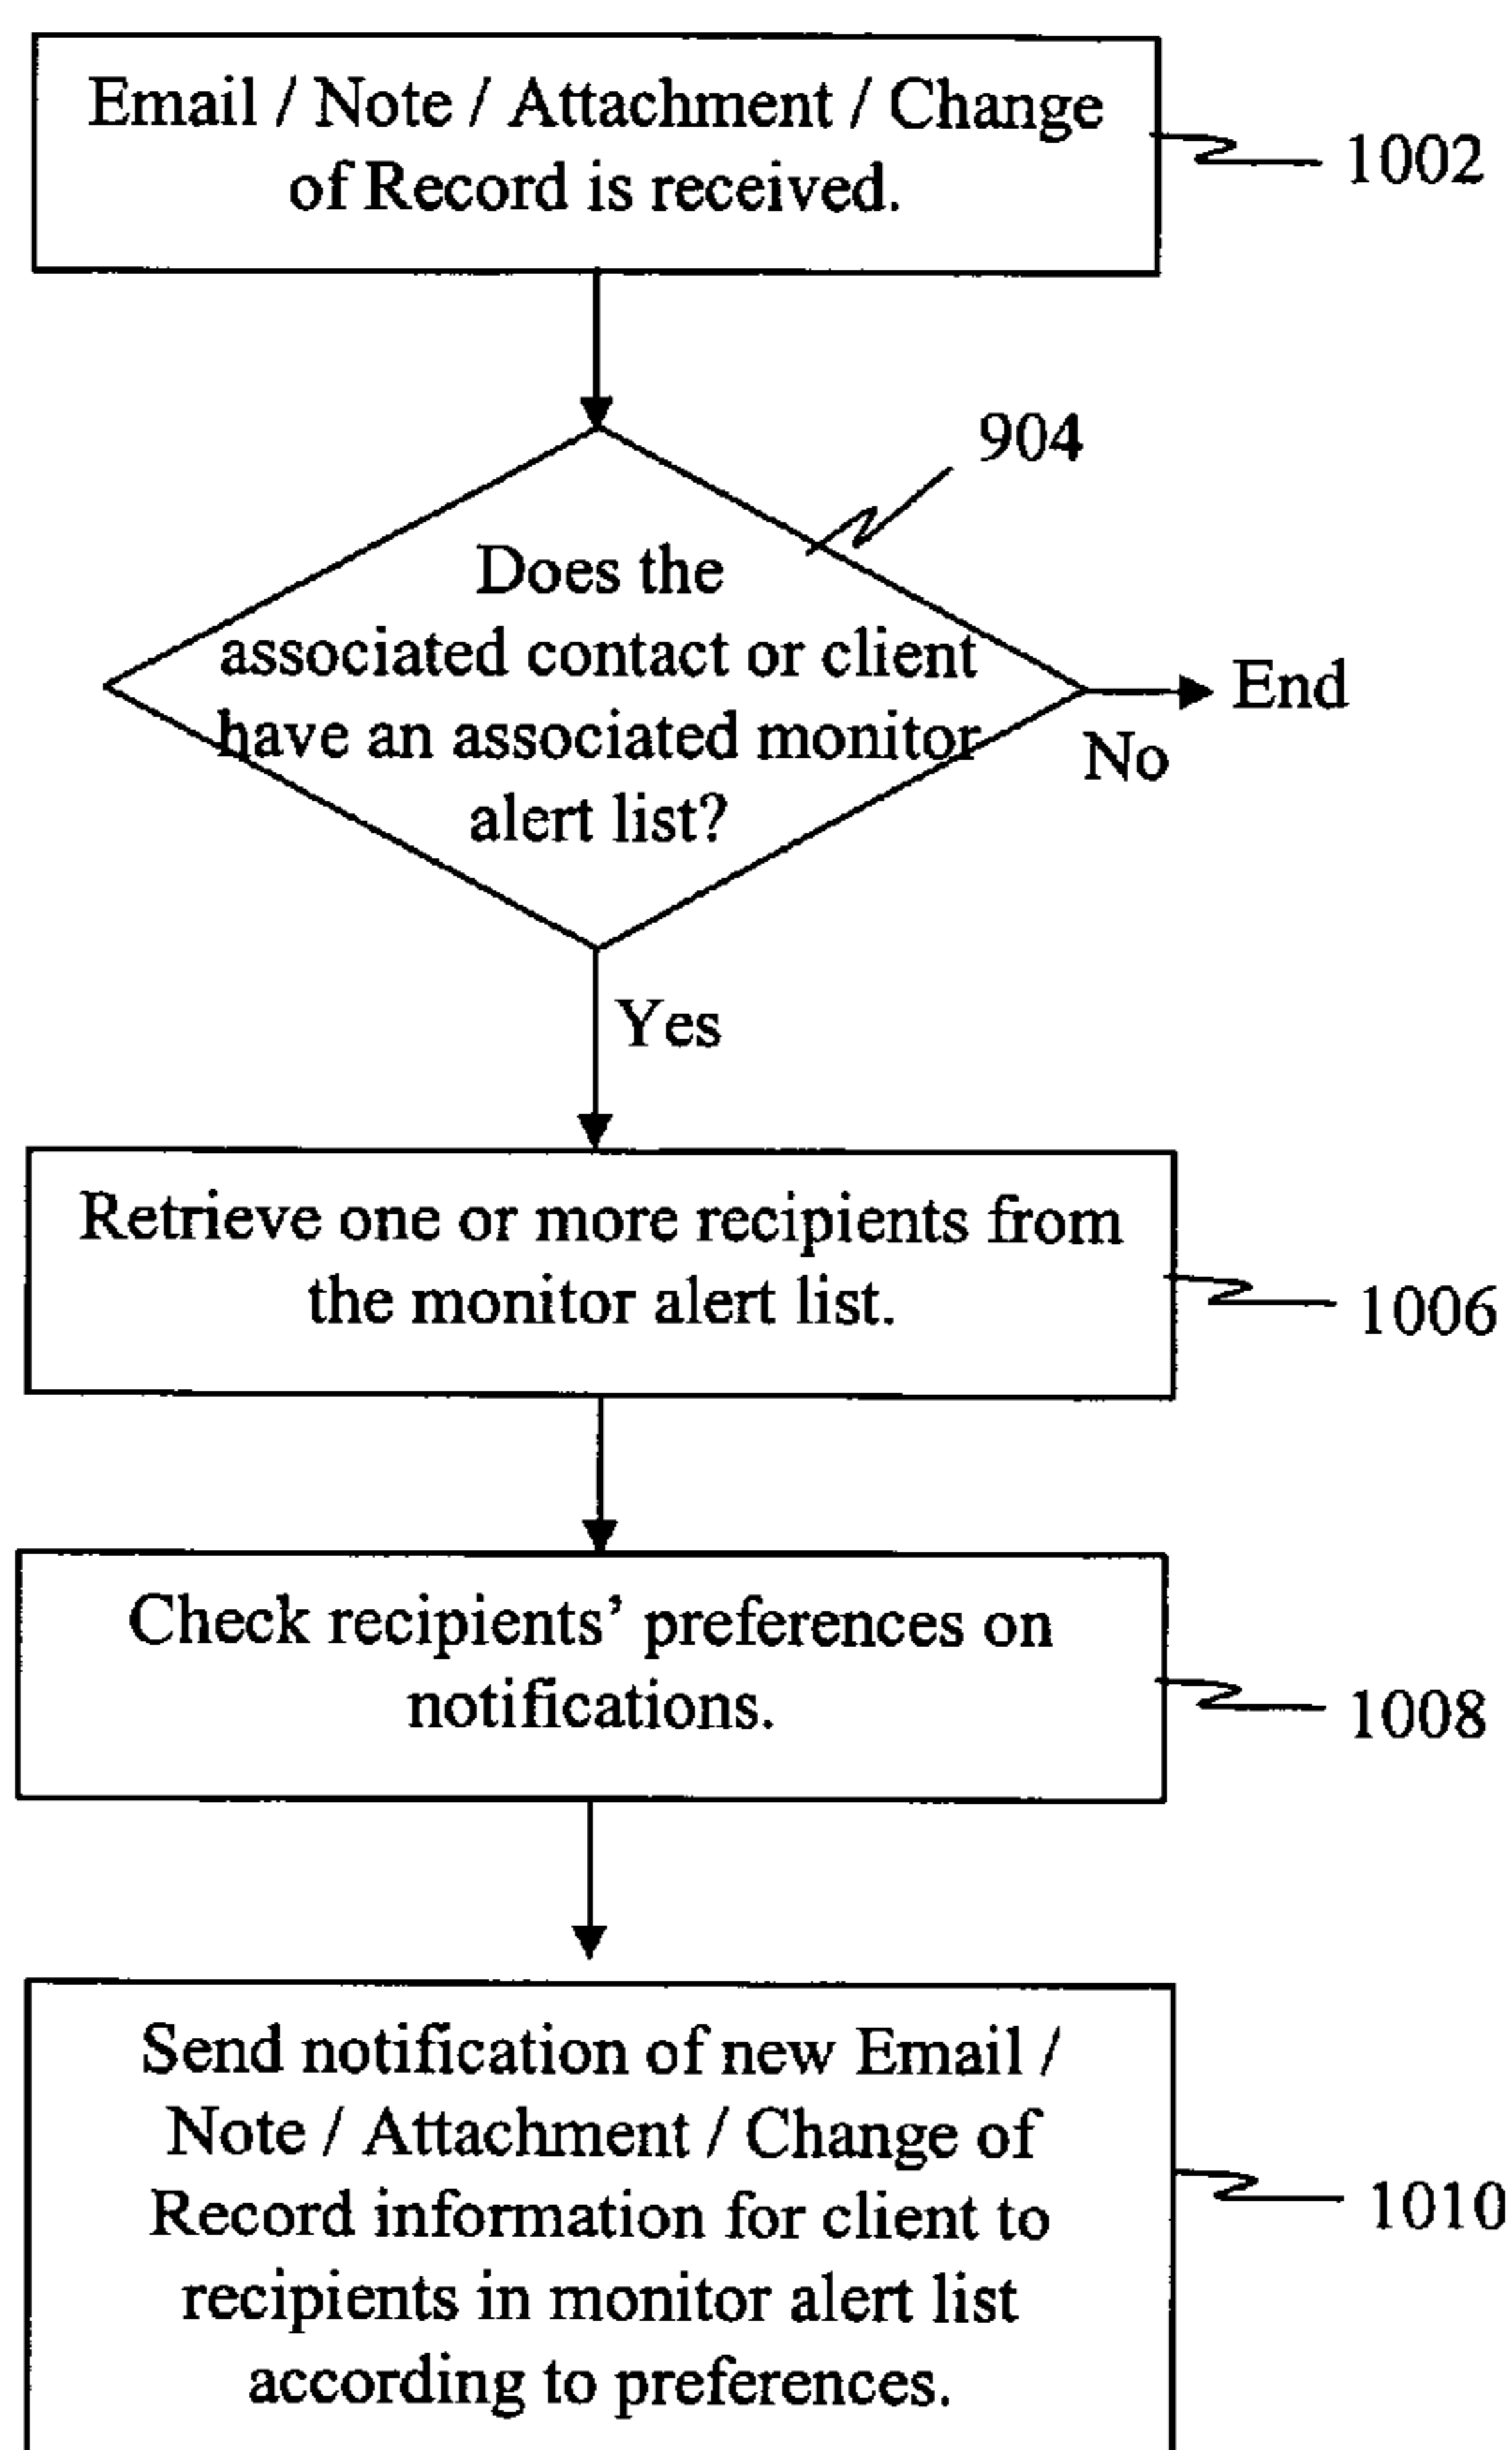 Email / Note / Attachment / Change
of Record is received.
1002
904
Does the
associated contact or client
have an associated monitor
alert list?
End
No
Yes
Retrieve one or more recipients from
the monitor alert list.
1006
Check recipients’ preferences on
notifications.
1008
Send notification of new Email /
Note / Attachment / Change of
Record information for client to
recipients in monitor alert list
according to preferences.
1010